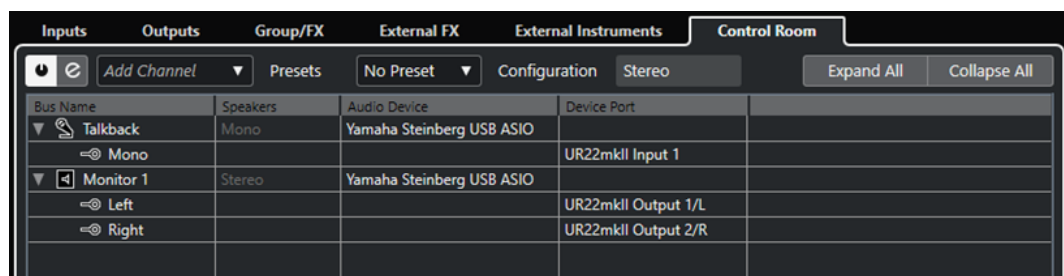 Inputs Outputs Group/FX External FX External Instruments Control Room
Add Channel Presets No Preset Configuration Stereo Expand All Collapse All
Bus Name Speakers Audio Device Device Port
Talkback Mono Yamaha Steinberg USB ASIO
Mono UR22mkII Input 1
Monitor 1 Stereo Yamaha Steinberg USB ASIO
Left UR22mkII Output 1/L
Right UR22mkII Output 2/R